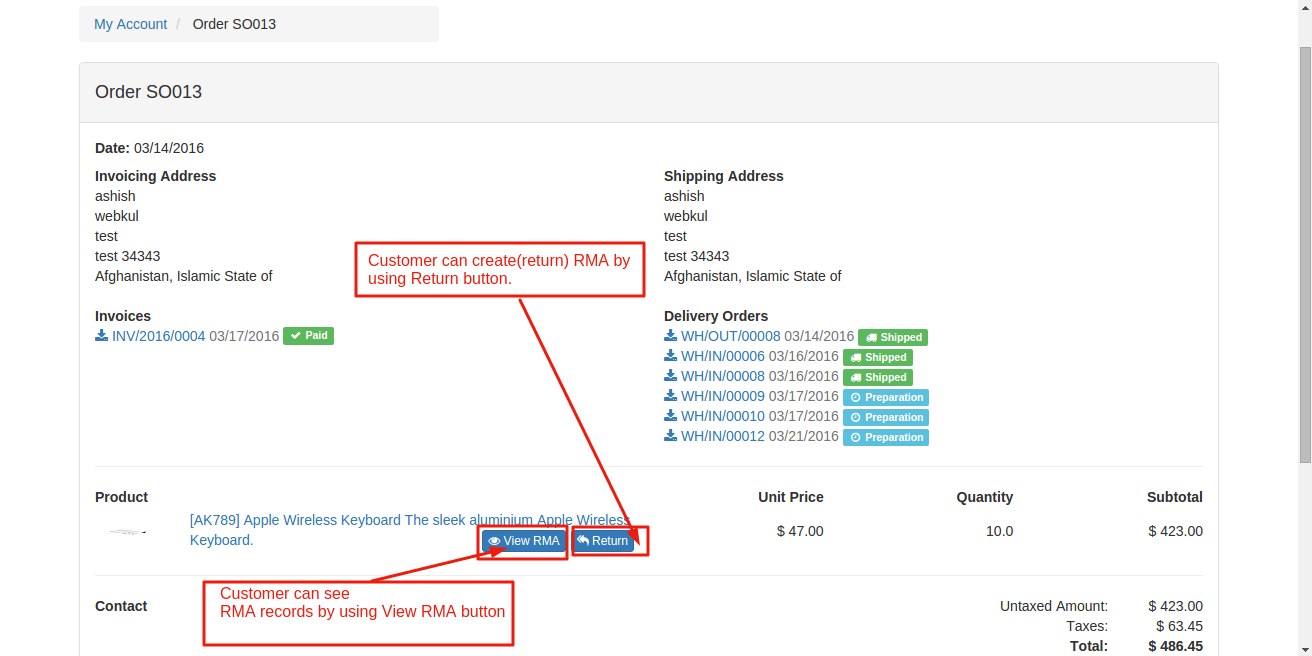 My Account / Order SO013
Order SO013
Date: 03/14/2016
Invoicing Address
ashish
webkul
test
test 34343
Afghanistan, Islamic State of
Shipping Address
ashish
webkul
test
test 34343
Afghanistan, Islamic State of
Customer can create(return) RMA by
using Return button.
Invoices
INV/2016/0004 03/17/2016 Paid
Delivery Orders
WH/OUT/00008 03/14/2016 Shipped
WH/IN/00006 03/16/2016 Shipped
WH/IN/00008 03/16/2016 Shipped
WH/IN/00009 03/17/2016 Preparation
WH/IN/00010 03/17/2016 Preparation
WH/IN/00012 03/21/2016 Preparation
Product Unit Price Quantity Subtotal
[AK789] Apple Wireless Keyboard The sleek aluminium Apple Wireless
Keyboard.
View RMA Return
$ 47.00 10.0 $ 423.00
Customer can see
RMA records by using View RMA button
Contact
Untaxed Amount: $ 423.00
Taxes: $ 63.45
Total: $ 486.45